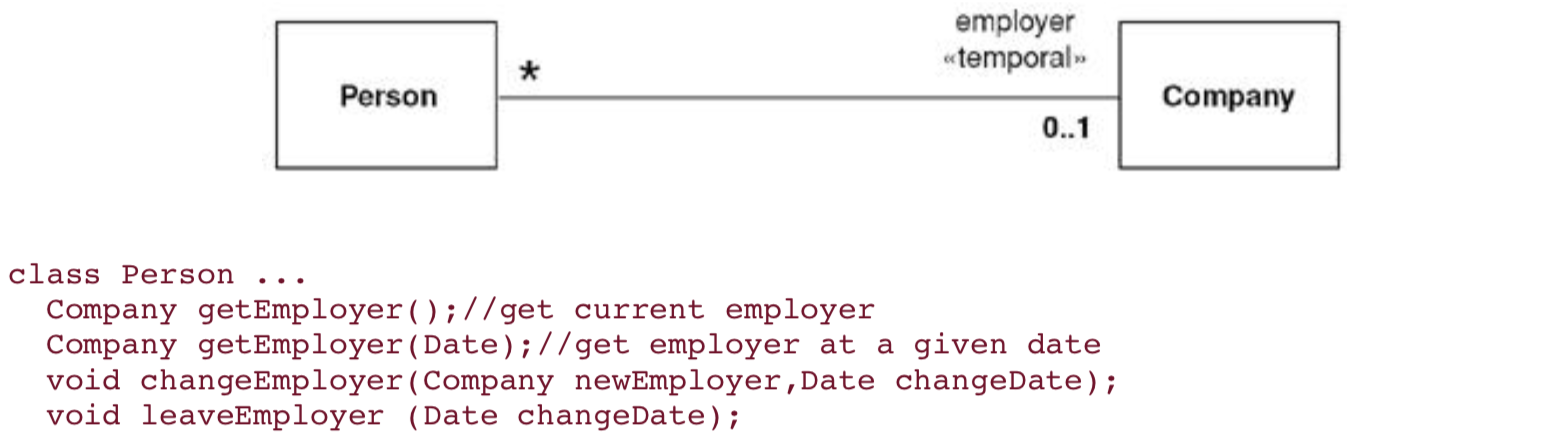 employer
«temporal»
*
Person
Company
0..1
class Person ...
Company getEmployer();//get current employer
Company getEmployer(Date);//get employer at a given date
void changeEmployer(Company newEmployer,Date changeDate);
void leaveEmployer (Date changeDate);